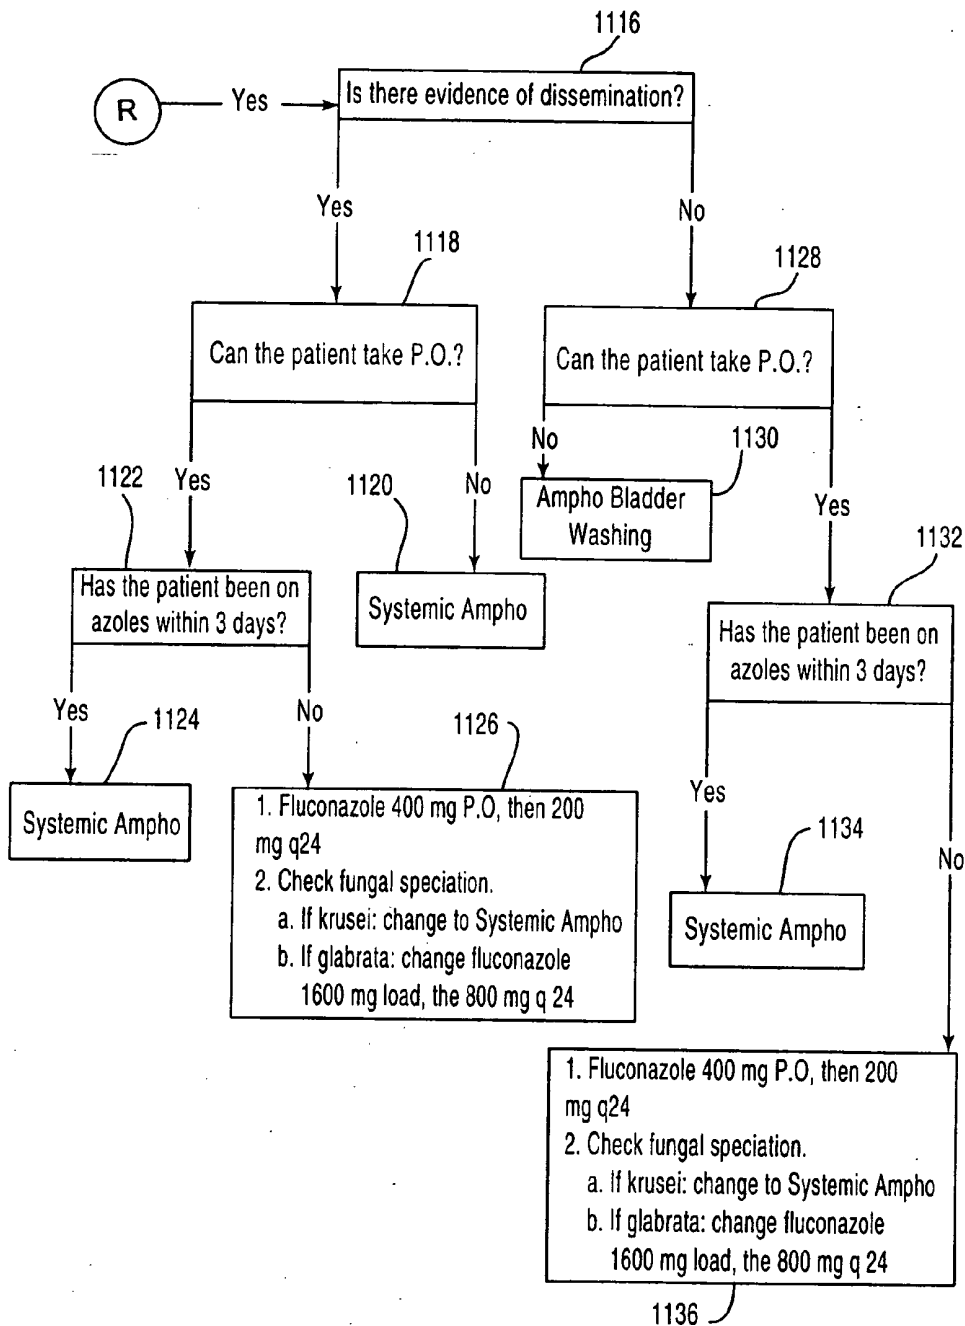 1116
R
Yes
Is there evidence of dissemination?
Yes
No
1118
1128
Can the patient take P.O.?
Can the patient take P.O.?
No
1130
1122
Yes
1120
No
Ampho Bladder
Washing
Yes
1132
Has the patient been on
azoles within 3 days?
Systemic Ampho
Has the patient been on
azoles within 3 days?
Yes
1124
No
1126
Systemic Ampho
1. Fluconazole 400 mg P.O, then 200
mg q24
2. Check fungal speciation.
a. If krusei: change to Systemic Ampho
b. If glabrata: change fluconazole
1600 mg load, the 800 mg q 24
Yes
1134
No
Systemic Ampho
1. Fluconazole 400 mg P.O, then 200
mg q24
2. Check fungal speciation.
a. If krusei: change to Systemic Ampho
b. If glabrata: change fluconazole
1600 mg load, the 800 mg q 24
1136